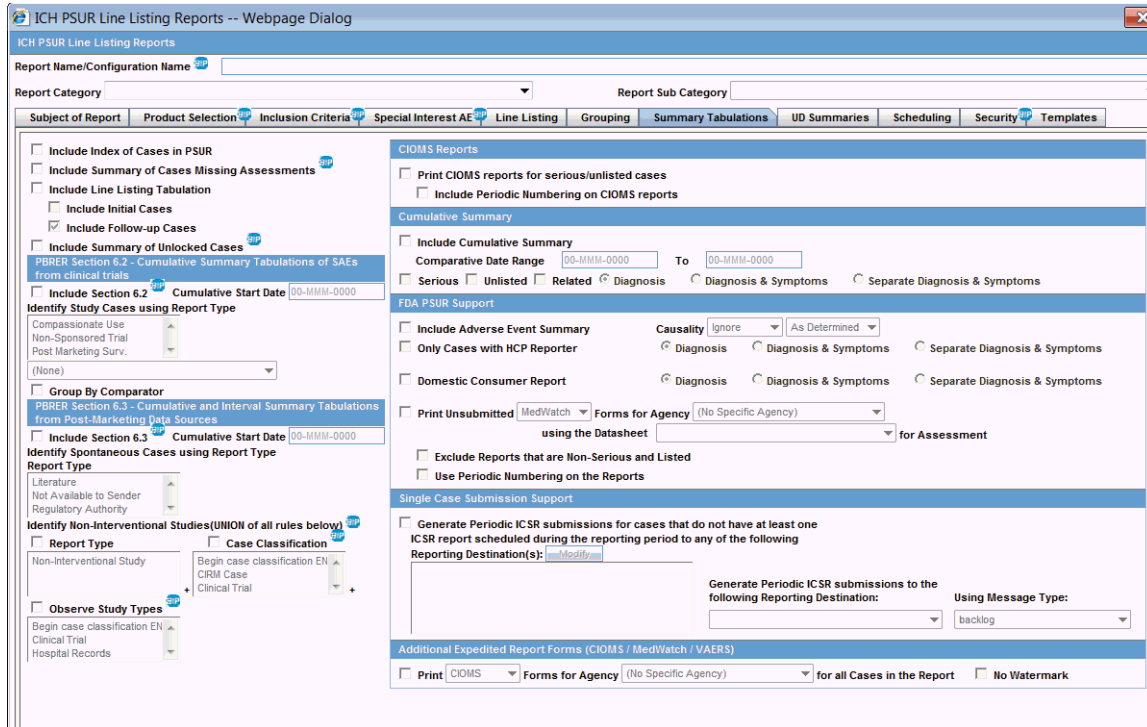 ICH PSUR Line Listing Reports -- Webpage Dialog
ICH PSUR Line Listing Reports
Report Name/Configuration Name BIP
Report Category
Report Sub Category
Subject of Report
Product Selection BIP
Inclusion Criteria BIP
Special Interest AE BIP
Line Listing
Grouping
Summary Tabulations
UD Summaries
Scheduling
Security BIP
Templates
Include Index of Cases in PSUR
Include Summary of Cases Missing Assessments BIP
Include Line Listing Tabulation
Include Initial Cases
Include Follow-up Cases
Include Summary of Unlocked Cases BIP
PBRER Section 6.2 - Cumulative Summary Tabulations of SAEs
from clinical trials
Include Section 6.2 BIP Cumulative Start Date 00-MMM-0000
Identify Study Cases using Report Type
Compassionate Use
Non-Sponsored Trial
Post Marketing Surv.
(None)
Group By Comparator
PBRER Section 6.3 - Cumulative and Interval Summary Tabulations
from Post-Marketing Data Sources
Include Section 6.3 BIP Cumulative Start Date 00-MMM-0000
Identify Spontaneous Cases using Report Type
Report Type
Literature
Not Available to Sender
Regulatory Authority
Identify Non-Interventional Studies(UNION of all rules below) BIP
Report Type
Case Classification BIP
Non-Interventional Study
+
Begin case classification EN
CIRM Case
Clinical Trial
+
Observe Study Types BIP
Begin case classification EN
Clinical Trial
Hospital Records
CIOMS Reports
Print CIOMS reports for serious/unlisted cases
Include Periodic Numbering on CIOMS reports
Cumulative Summary
Include Cumulative Summary
Comparative Date Range 00-MMM-0000 To 00-MMM-0000
Serious Unlisted Related Diagnosis Diagnosis & Symptoms Separate Diagnosis & Symptoms
FDA PSUR Support
Include Adverse Event Summary Causality Ignore As Determined
Only Cases with HCP Reporter Diagnosis Diagnosis & Symptoms Separate Diagnosis & Symptoms
Domestic Consumer Report Diagnosis Diagnosis & Symptoms Separate Diagnosis & Symptoms
Print Unsubmitted MedWatch Forms for Agency (No Specific Agency)
using the Datasheet for Assessment
Exclude Reports that are Non-Serious and Listed
Use Periodic Numbering on the Reports
Single Case Submission Support
Generate Periodic ICSR submissions for cases that do not have at least one
ICSR report scheduled during the reporting period to any of the following
Reporting Destination(s): Modify
Generate Periodic ICSR submissions to the
following Reporting Destination:
Using Message Type:
backlog
Additional Expedited Report Forms (CIOMS / MedWatch / VAERS)
Print CIOMS Forms for Agency (No Specific Agency) for all Cases in the Report No Watermark